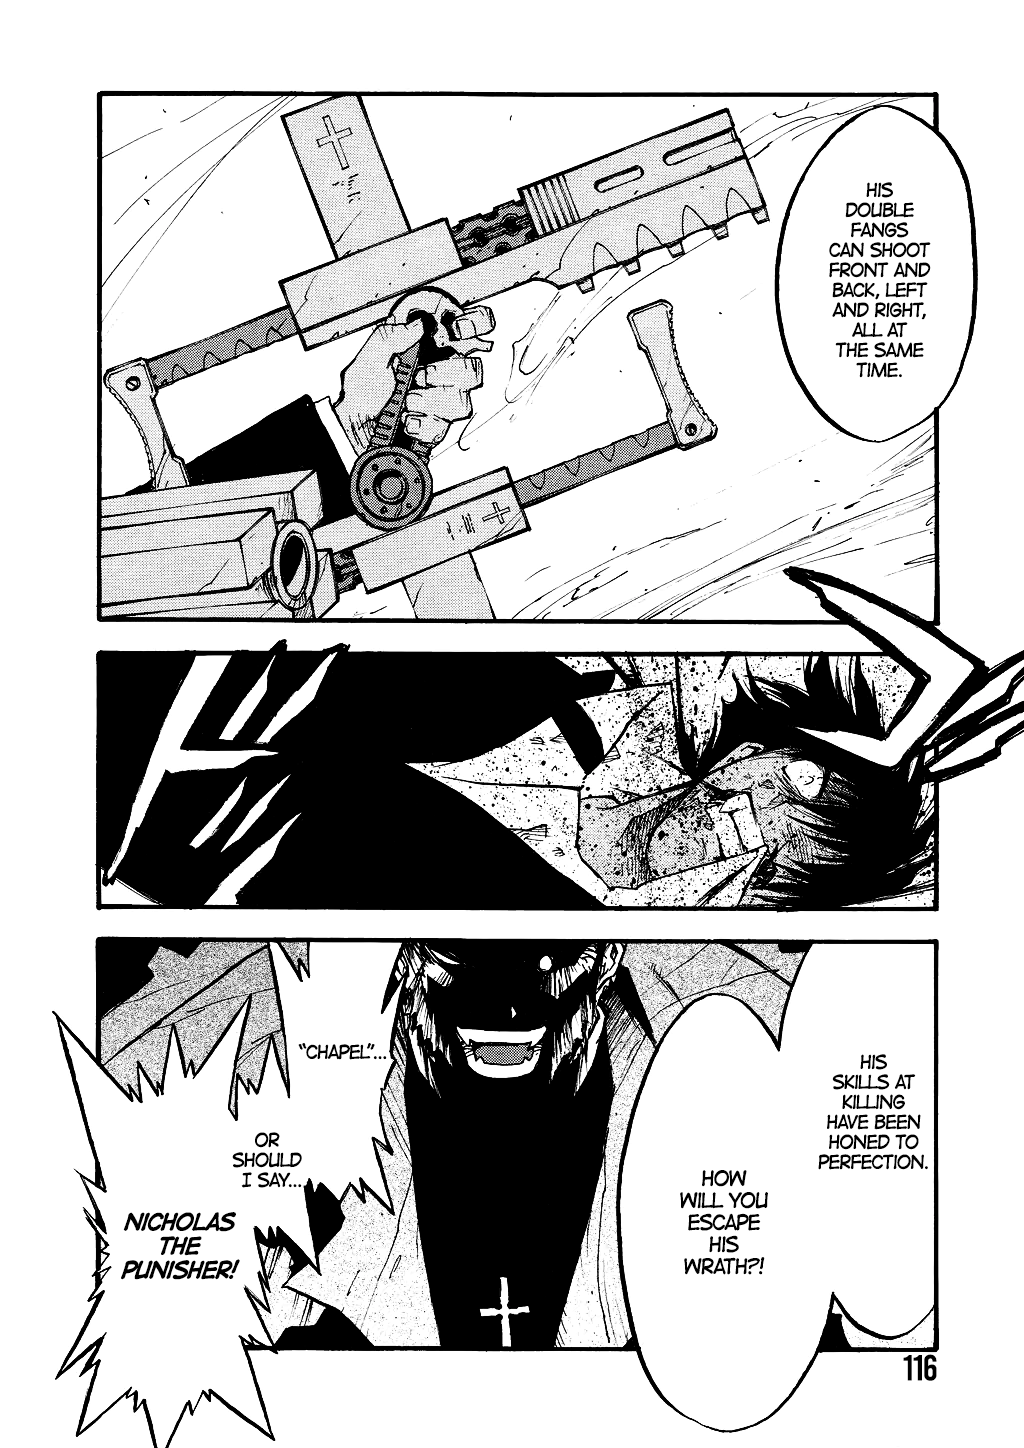 HIS
DOUBLE
FANGS
CAN SHOOT
FRONT AND
BACK, LEFT
AND RIGHT,
ALL AT
THE SAME
TIME.
HIS
SKILLS AT
KILLING
HAVE BEEN
HONED TO
PERFECTION.
HOW
WILL YOU
ESCAPE
HIS
WRATH?!
"CHAPEL"...
OR
SHOULD
I SAY...
NICHOLAS
THE
PUNISHER!
116